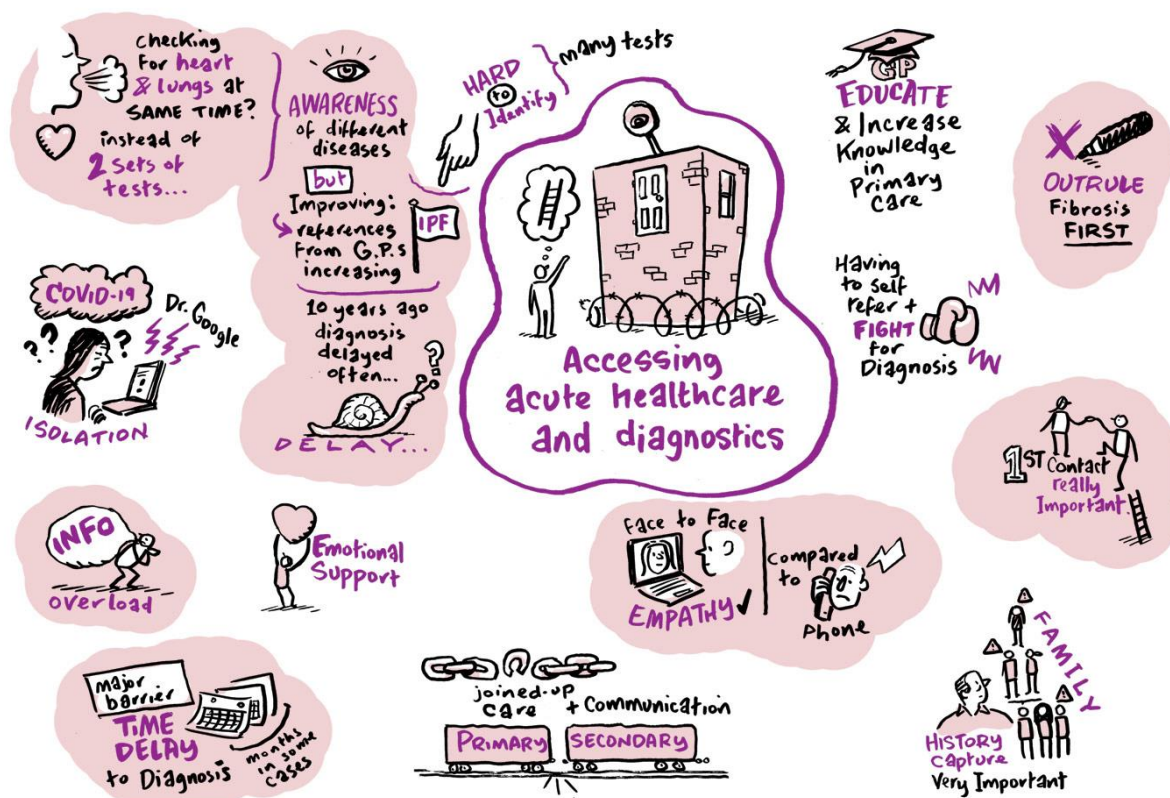 checking
for heart
& lungs at
SAME TIME?
instead of
2 sets of
tests...
AWARENESS
of different
diseases
but
Improving:
references
from G.P.s
increasing
IPF
10 years ago
diagnosis
delayed
often...
?
DELAY...
HARD
to
Identify
many tests
Accessing
acute healthcare
and diagnostics
GP
EDUCATE
& Increase
Knowledge
in
Primary
Care
X
OUTRULE
Fibrosis
FIRST
Having
to self
refer +
FIGHT
for
Diagnosis
COVID-19
Dr. Google
? ? ? ?
!
ISOLATION
1ST Contact
really
Important.
INFO
overload
Emotional
Support
Face to Face
EMPATHY ✓
Compared
to
Phone
major
barrier
TIME
DELAY
to Diagnosis
months
in some
cases
joined-up
care + Communication
PRIMARY SECONDARY
FAMILY
HISTORY
Capture
Very Important